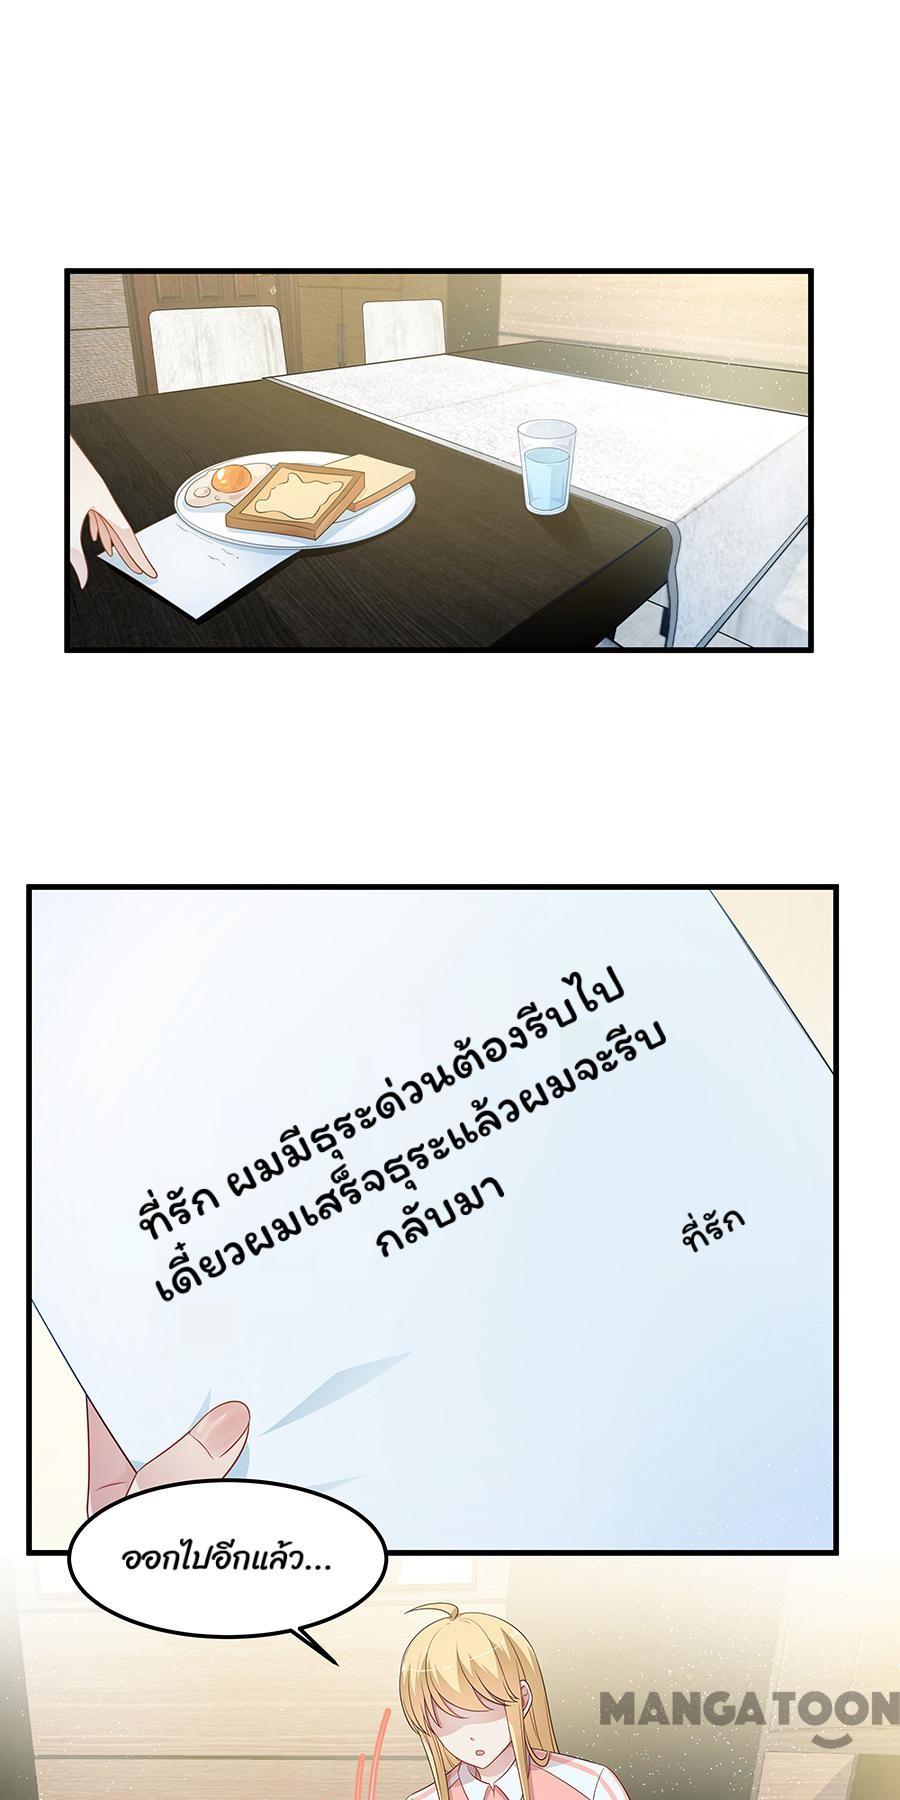 ที่รัก ผมมีธุระด่วนต้องรีบไป
เดี๋ยวผมเสร็จธุระแล้วผมจะรีบ
กลับมา
ที่รัก
ออกไปอีกแล้ว...
MANGATOON